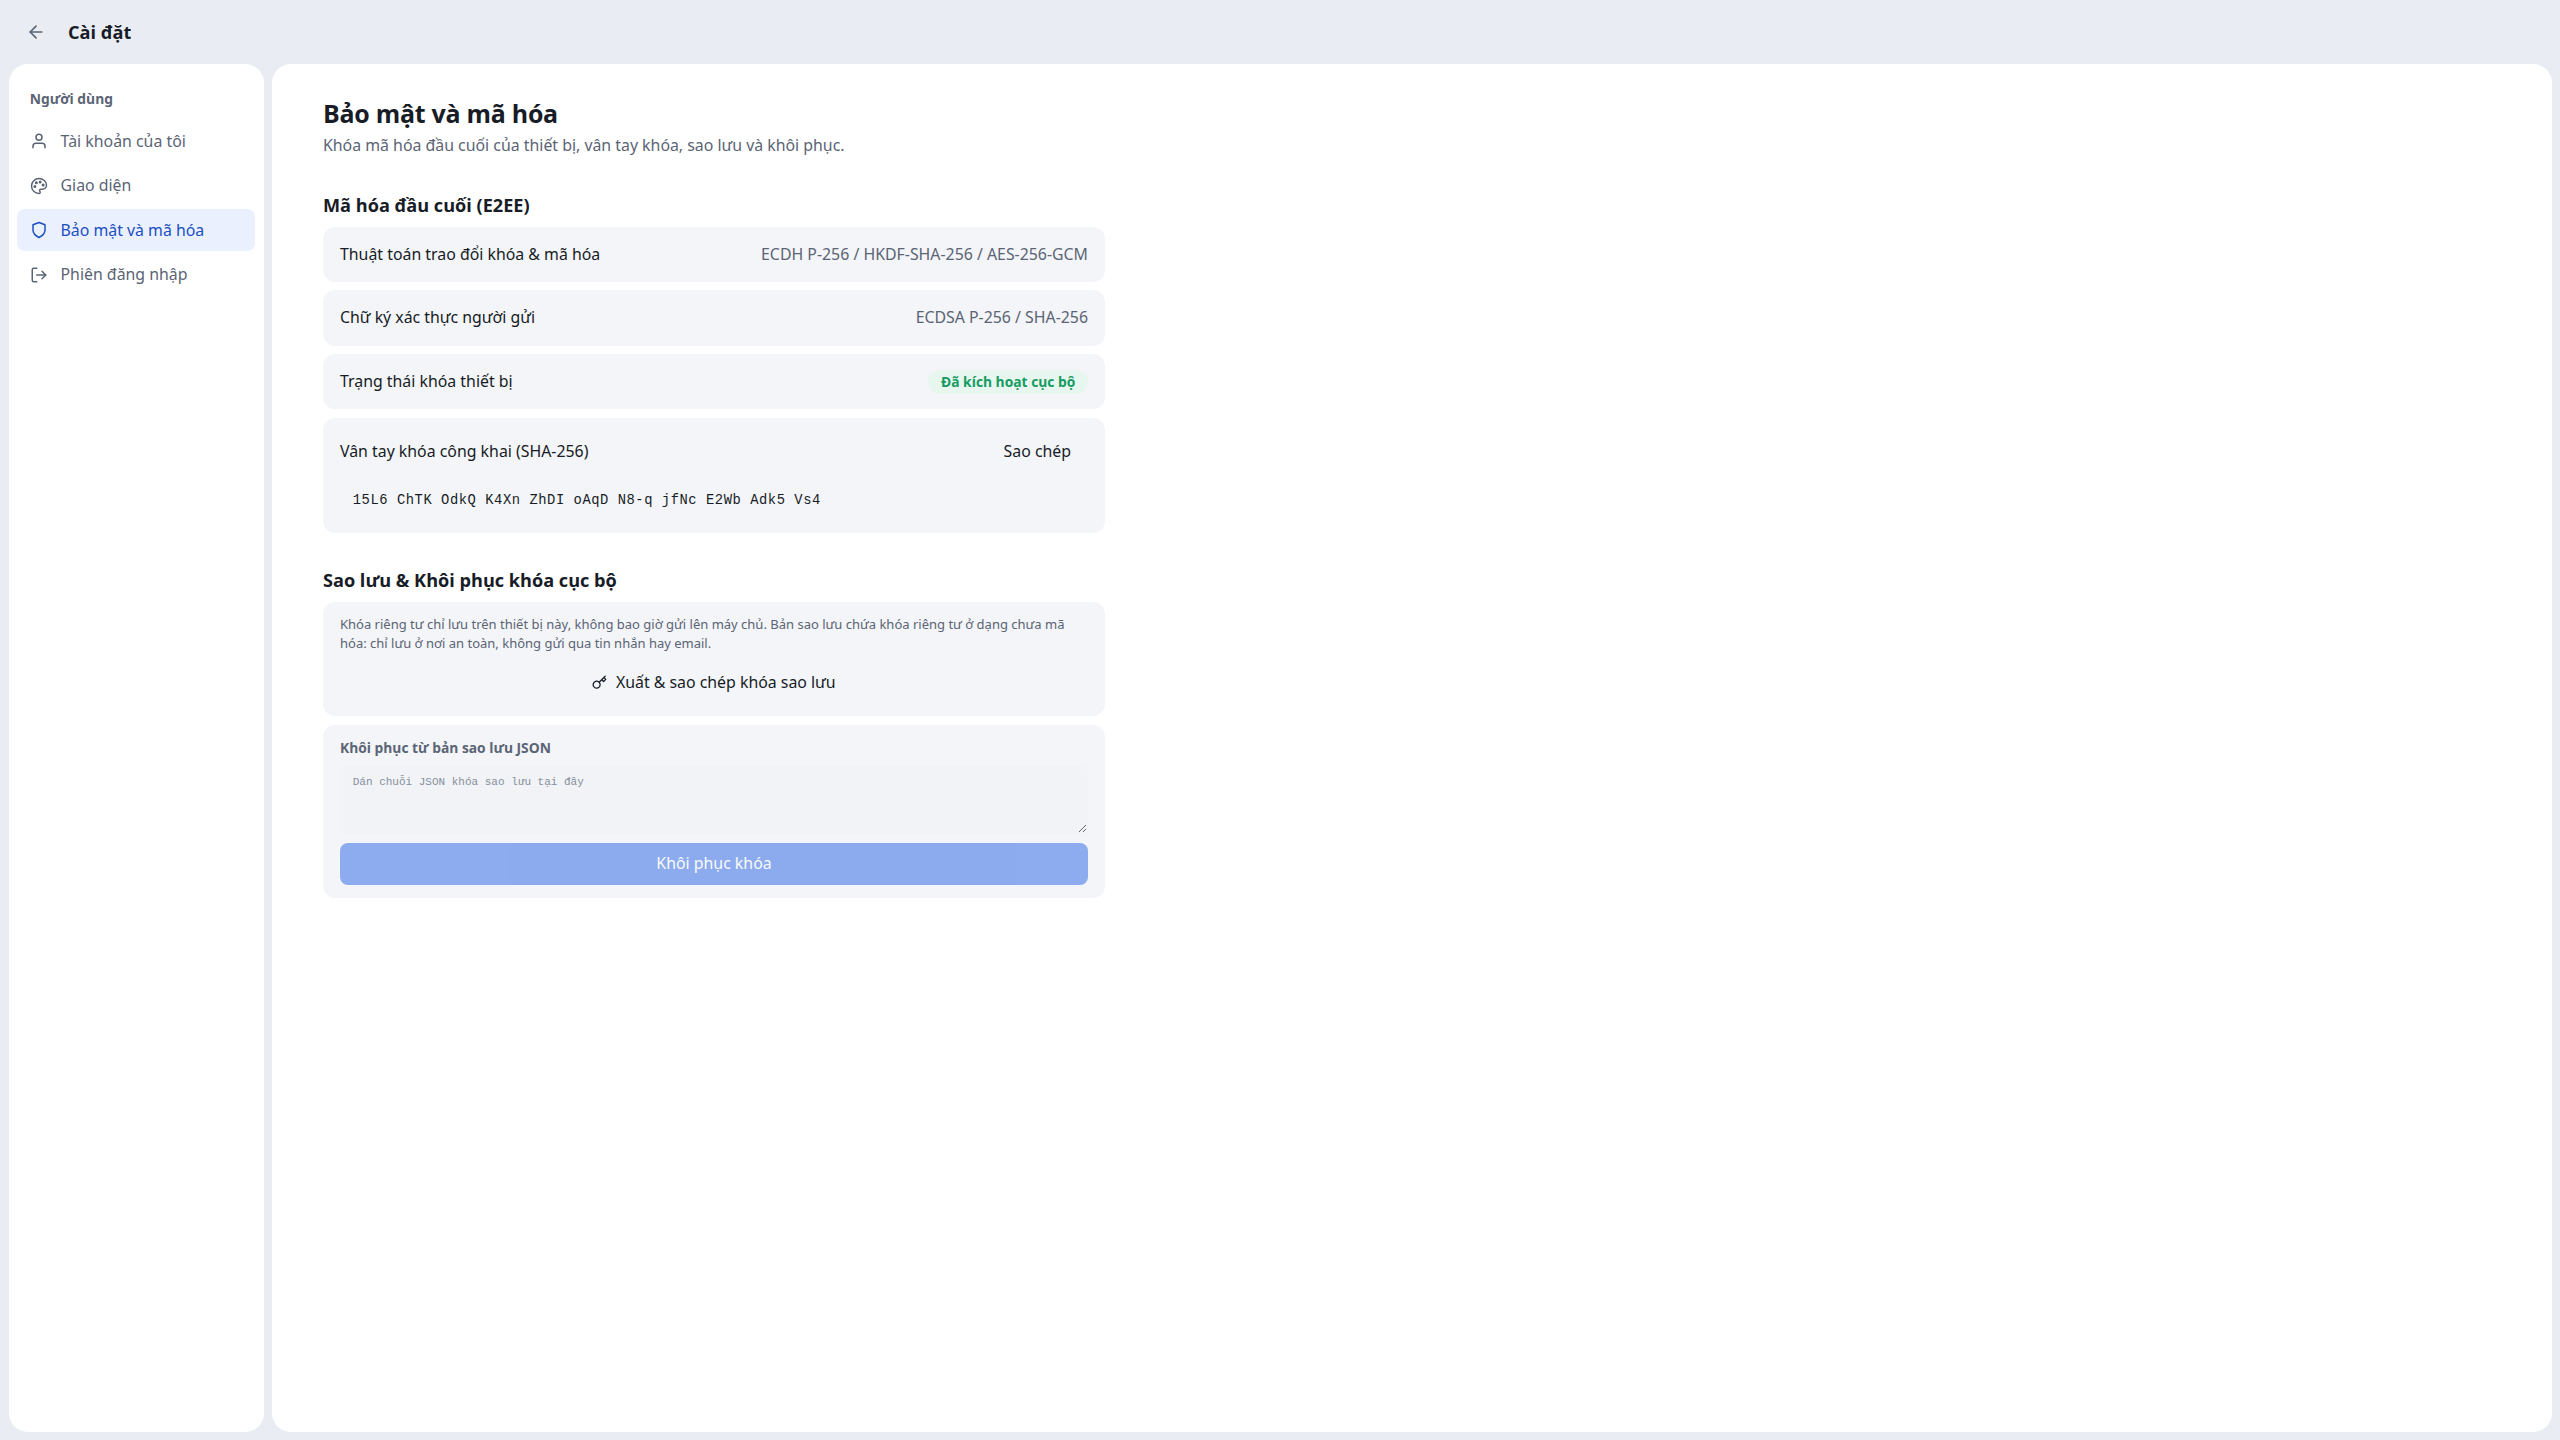 Cài đặt
Người dùng
Tài khoản của tôi
Giao diện
Bảo mật và mã hóa
Phiên đăng nhập
Bảo mật và mã hóa
Khóa mã hóa đầu cuối của thiết bị, vân tay khóa, sao lưu và khôi phục.
Mã hóa đầu cuối (E2EE)
Thuật toán trao đổi khóa & mã hóa ECDH P-256 / HKDF-SHA-256 / AES-256-GCM
Chữ ký xác thực người gửi ECDSA P-256 / SHA-256
Trạng thái khóa thiết bị Đã kích hoạt cục bộ
Vân tay khóa công khai (SHA-256) Sao chép
15L6 ChTK OdkQ K4Xn ZhDI oAqD N8-q jfNc E2Wb Adk5 Vs4
Sao lưu & Khôi phục khóa cục bộ
Khóa riêng tư chỉ lưu trên thiết bị này, không bao giờ gửi lên máy chủ. Bản sao lưu chứa khóa riêng tư ở dạng chưa mã
hóa: chỉ lưu ở nơi an toàn, không gửi qua tin nhắn hay email.
Xuất & sao chép khóa sao lưu
Khôi phục từ bản sao lưu JSON
Dán chuỗi JSON khóa sao lưu tại đây
Khôi phục khóa